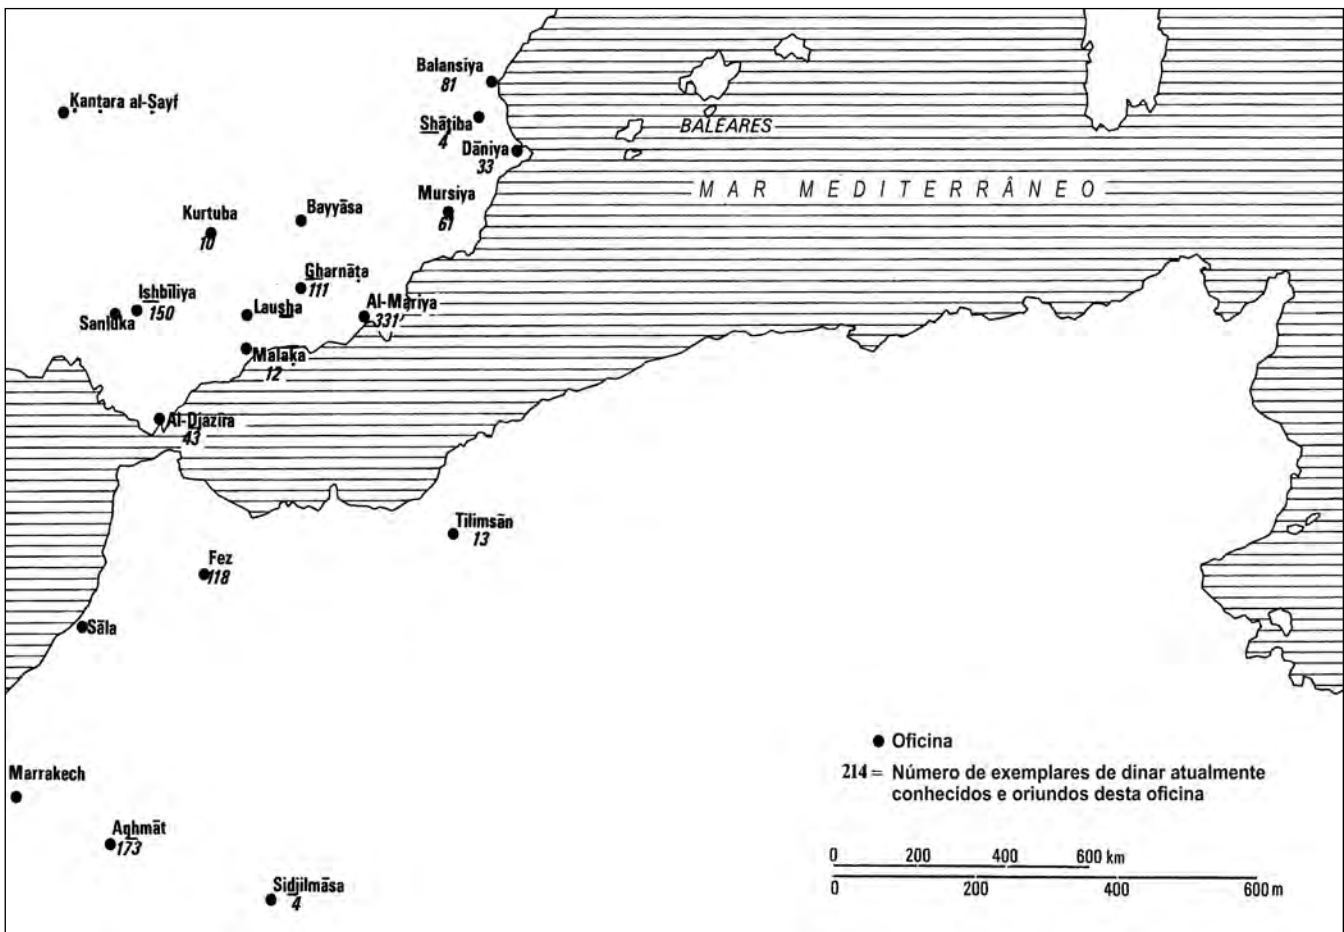 Balansiya
81
Ḳanṭara al-Ṣayf
Shāṭiba
4
BALEARES
Dāniya
33
MAR MEDITERRÂNEO
Mursiya
61
Kurtuba
10
Bayyāsa
Gharnāṭa
111
Ishbīliya
150
Sanlūka
Lausha
Al-Mariya
331
Mālaḳa
12
Al-Djazīra
43
Tilimsān
13
Fez
118
Sāla
Oficina
214 = Número de exemplares de dinar atualmente
conhecidos e oriundos desta oficina
Marrakech
Aghmāt
173
Sidjilmāsa
4
0 200 400 600 km
0 200 400 600 m